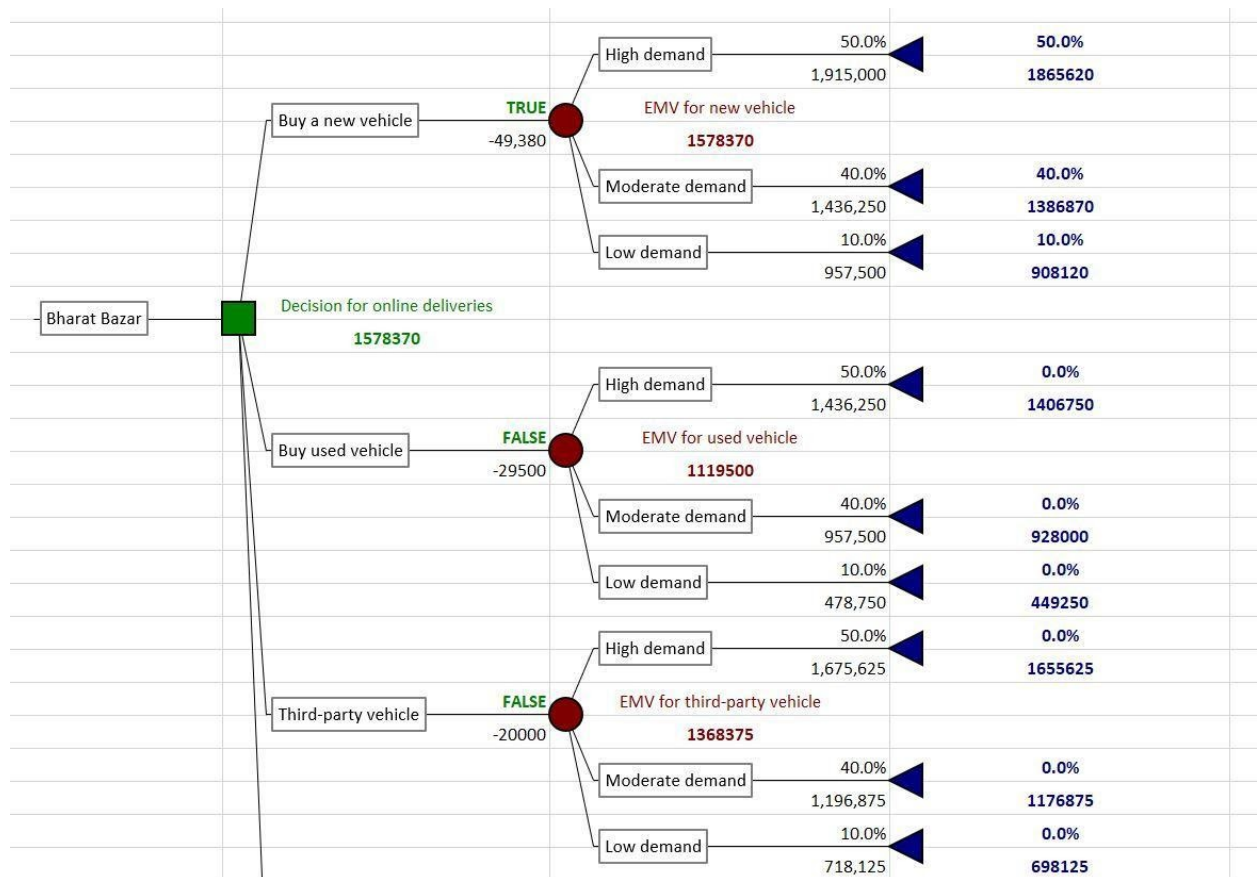 50.0% 50.0%
High demand
1,915,000 1865620
TRUE EMV for new vehicle
Buy a new vehicle
-49,380 1578370
40.0% 40.0%
Moderate demand
1,436,250 1386870
10.0% 10.0%
Low demand
957,500 908120
Decision for online deliveries
Bharat Bazar
1578370
50.0% 0.0%
High demand
1,436,250 1406750
FALSE EMV for used vehicle
Buy used vehicle
-29500 1119500
40.0% 0.0%
Moderate demand
957,500 928000
10.0% 0.0%
Low demand
478,750 449250
50.0% 0.0%
High demand
1,675,625 1655625
FALSE EMV for third-party vehicle
Third-party vehicle
-20000 1368375
40.0% 0.0%
Moderate demand
1,196,875 1176875
10.0% 0.0%
Low demand
718,125 698125